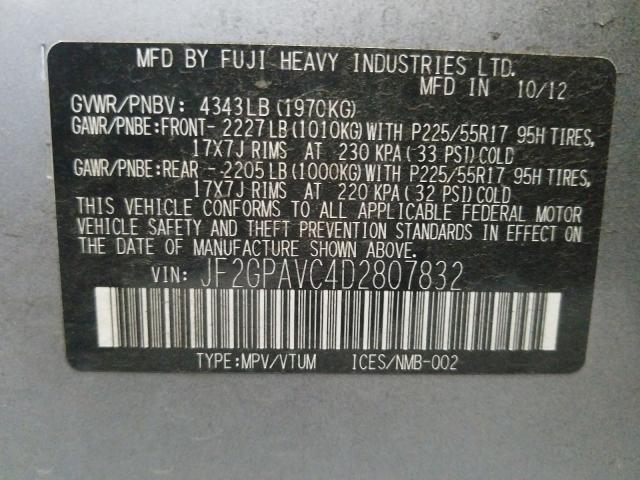 MFD BY FUJI HEAVY INDUSTRIES LTD.
MFD IN 10/12
GVWR/PNBV: 4343LB (1970KG)
GAWR/PNBE:FRONT- 2227LB(1010KG)WITH P225/55R17 95H TIRES,
17X7J RIMS AT 230 KPA(33 PSI)COLD
GAWR/PNBE:REAR -2205LB(1000KG)WITH P225/55R17 95H TIRES,
17X7J RIMS AT 220 KPA(32 PSI)COLD.
THIS VEHICLE CONFORMS TO ALL APPLICABLE FEDERAL MOTOR
VEHICLE SAFETY AND THEFT PREVENTION STANDARDS IN EFFECT ON
THE DATE OF MANUFACTURE SHOWN ABOVE.
VIN: JF2GPAVC4D2807832
TYPE:MPV/VTUM ICES/NMB-002